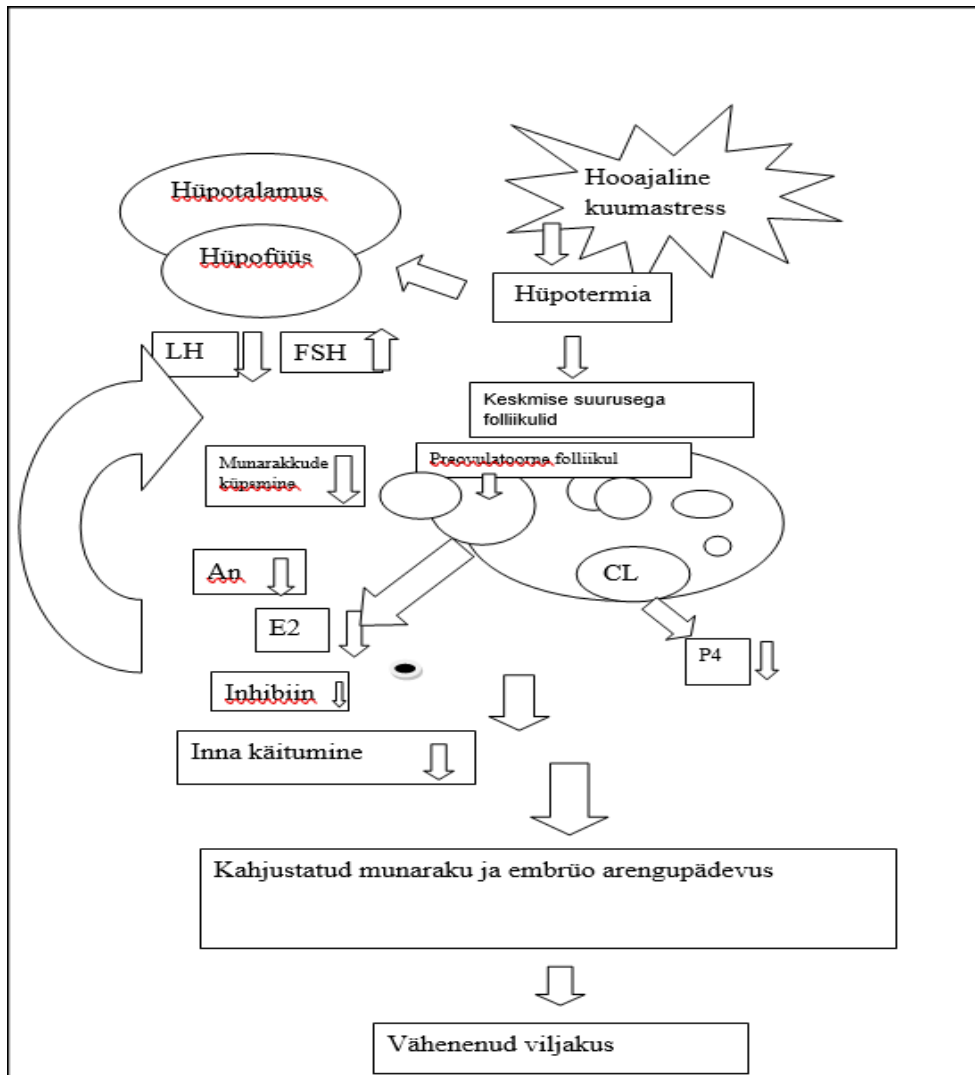 Hüpotalamus
Hüpofüüs
Hooajaline
kuumastress
Hüpotermia
LH
FSH
Keskmise suurusega
folliikulid
Preovulatoorne folliikul
Munarakkude
küpsmine
An
E2
Inhibiin
CL
P4
Inna käitumine
Kahjustatud munaraku ja embrüo arengupädevus
Vähenenud viljakus